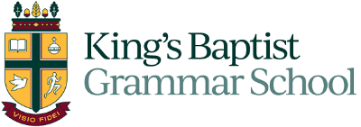 King's Baptist
Grammar School
VISIO FIDEI